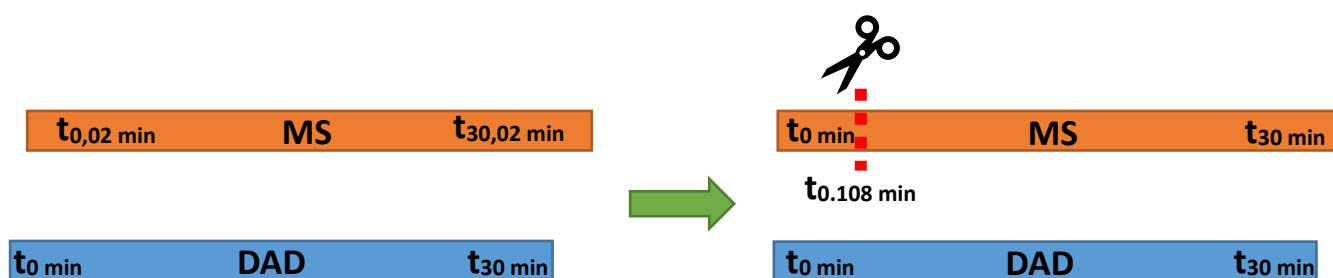 t0,02 min MS t30,02 min
t0 min DAD t30 min
t0 min MS t30 min
t0.108 min
t0 min DAD t30 min